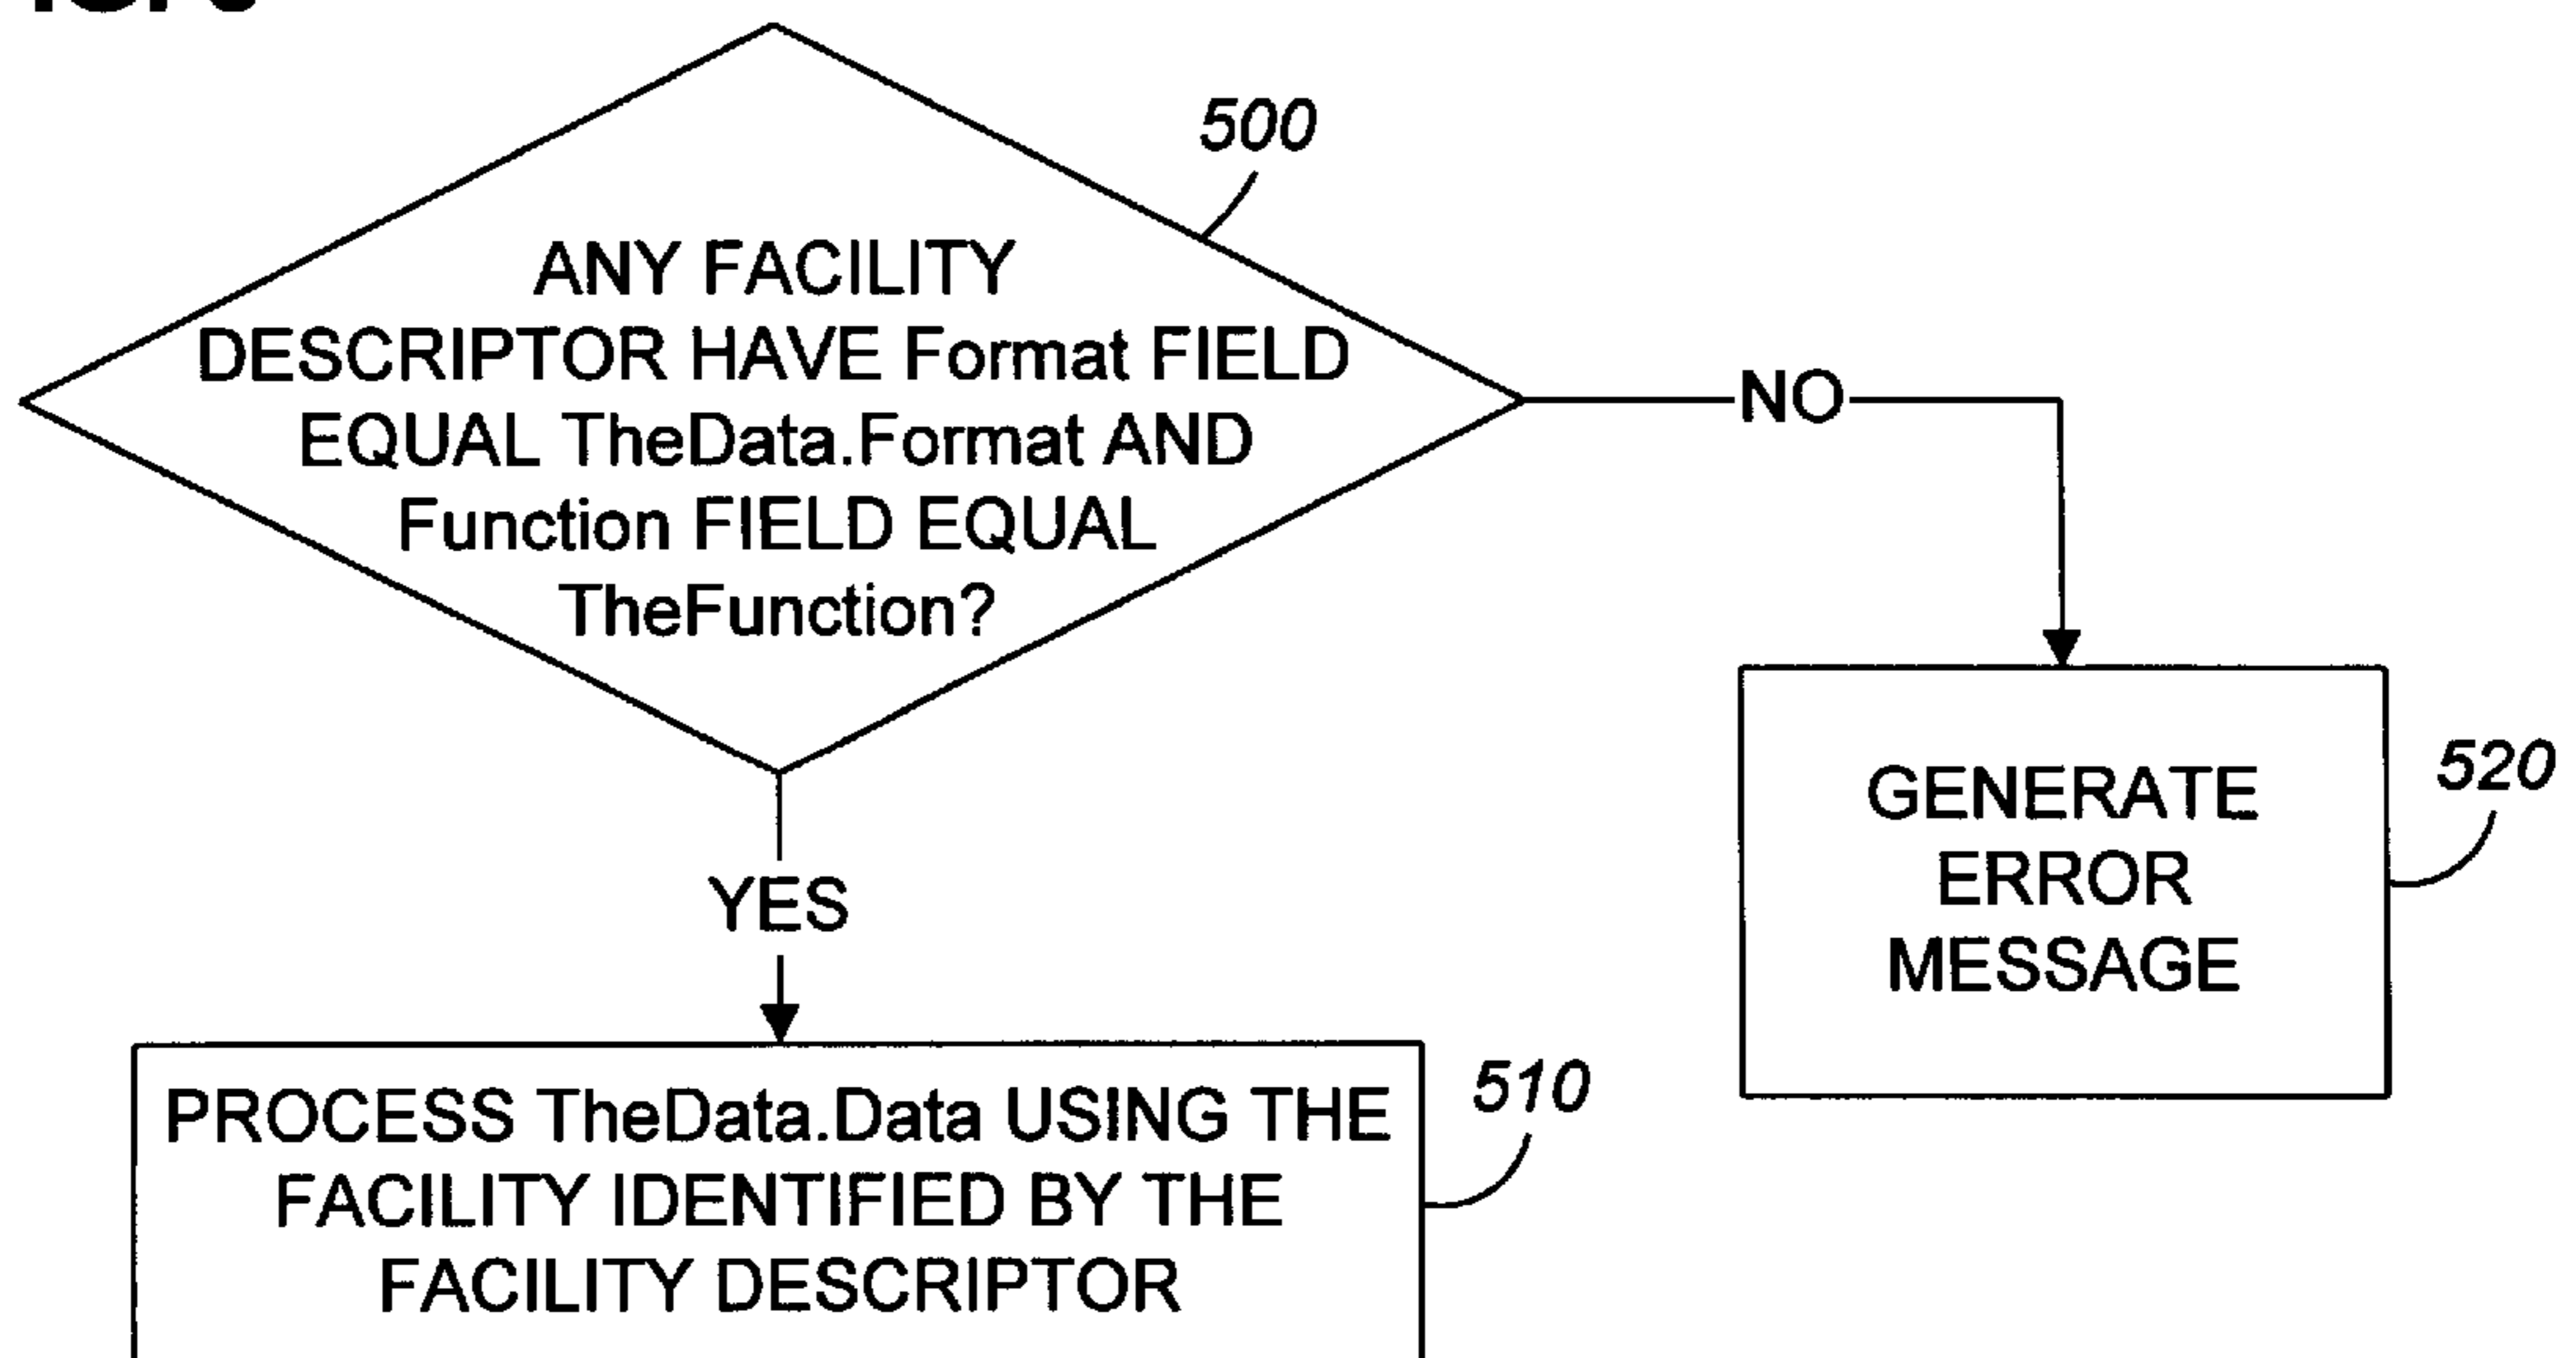 500
ANY FACILITY
DESCRIPTOR HAVE Format FIELD
EQUAL TheData.Format AND
Function FIELD EQUAL
TheFunction?
NO
YES
GENERATE
ERROR
MESSAGE
520
PROCESS TheData.Data USING THE
FACILITY IDENTIFIED BY THE
FACILITY DESCRIPTOR
510